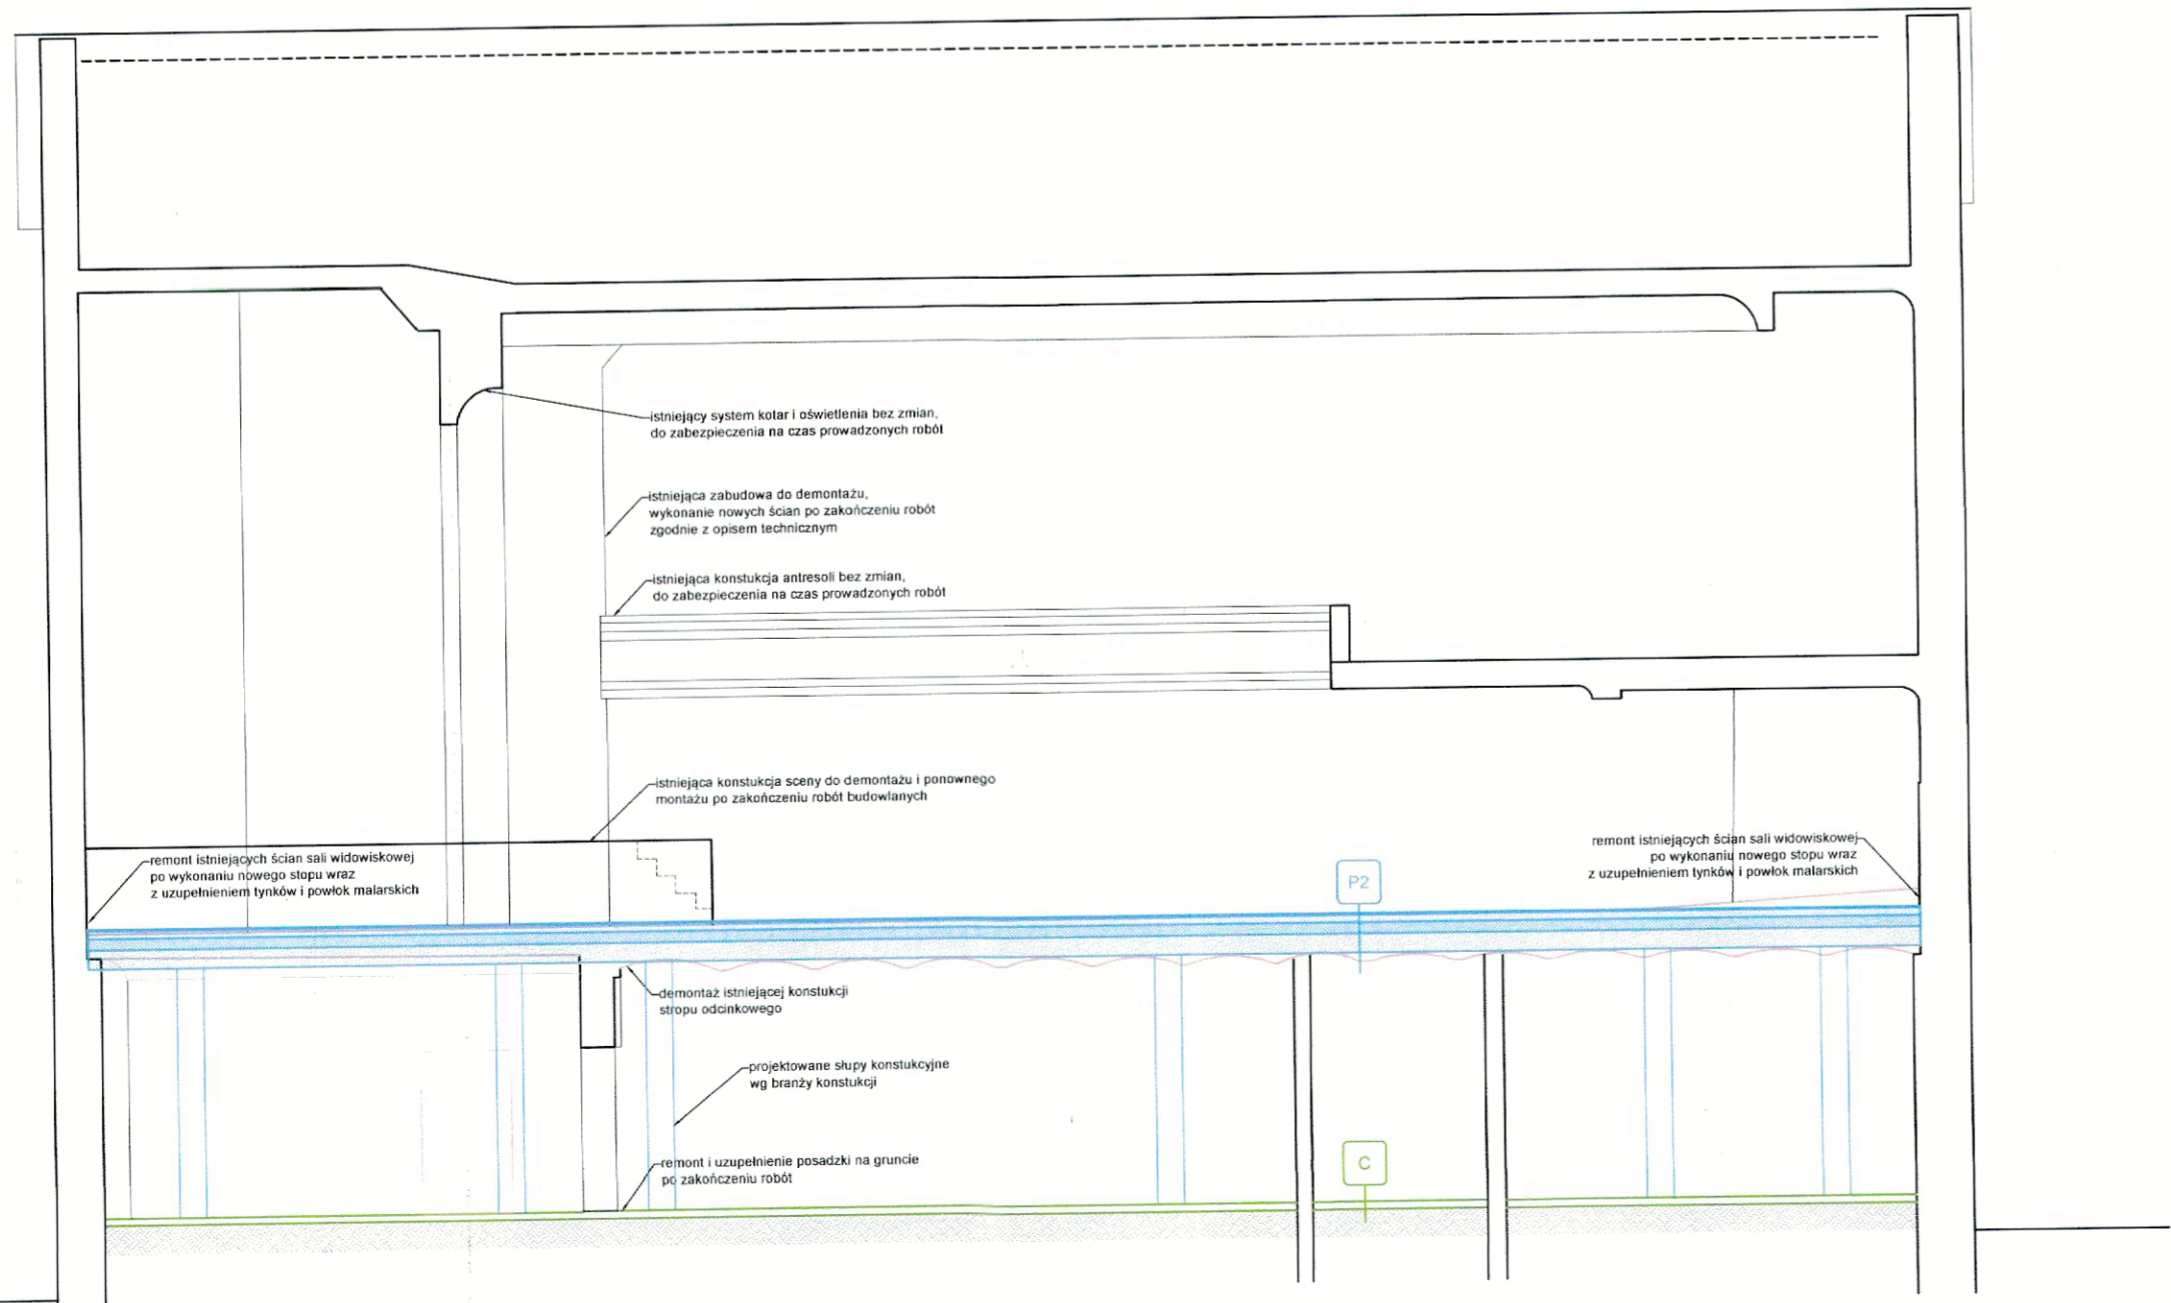 istniejący system kotar i oświetlenia bez zmian,
do zabezpieczenia na czas prowadzonych robót
istniejąca zabudowa do demontażu,
wykonanie nowych ścian po zakończeniu robót
zgodnie z opisem technicznym
istniejąca konstukcja antresoli bez zmian,
do zabezpieczenia na czas prowadzonych robót
istniejąca konstukcja sceny do demontażu i ponownego
montażu po zakończeniu robót budowlanych
remont istniejących ścian sali widowiskowej
po wykonaniu nowego stopu wraz
z uzupełnieniem tynków i powłok malarskich
remont istniejących ścian sali widowiskowej
po wykonaniu nowego stopu wraz
z uzupełnieniem tynków i powłok malarskich
P2
demontaż istniejącej konstukcji
stropu odcinkowego
projektowane słupy konstukcyjne
wg branży konstukcji
remont i uzupełnienie posadzki na gruncie
po zakończeniu robót
C